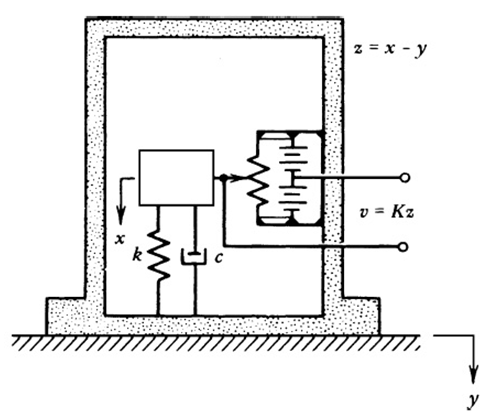 z = x - y
x
k
c
v = Kz
y